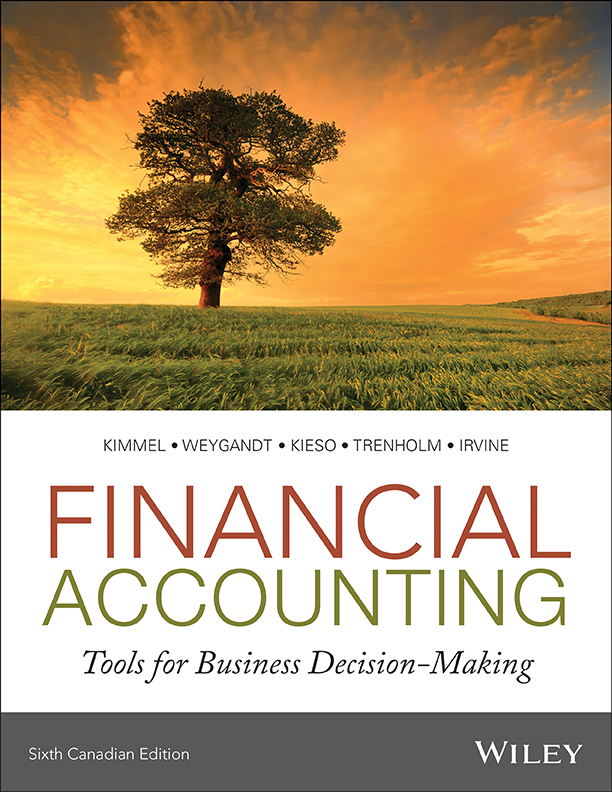 KIMMEL • WEYGANDT • KIESO • TRENHOLM • IRVINE
FINANCIAL
ACCOUNTING
Tools for Business Decision-Making
Sixth Canadian Edition
WILEY